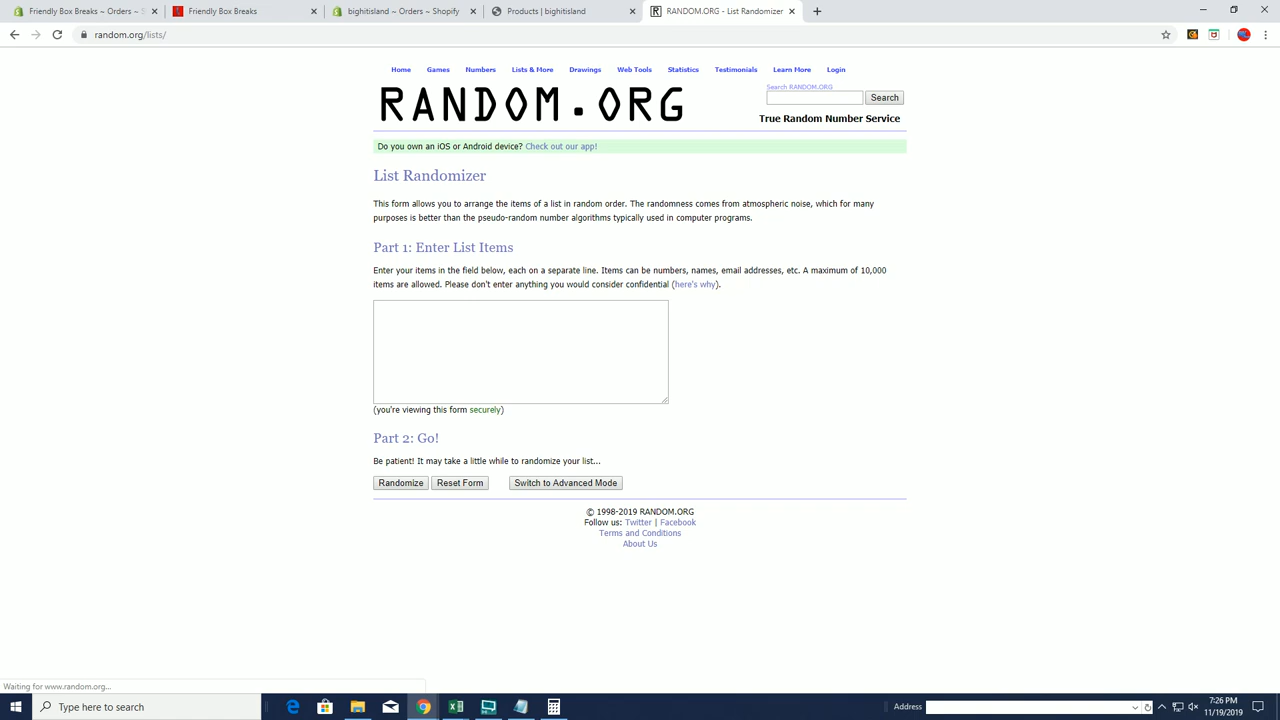 Friendly Box Breaks ~ Orders ~ S
Friendly Box Breaks
bighitisland ~ Orders ~ Shopify
Products | bighitisland
RANDOM.ORG - List Randomizer
random.org/lists/
Home Games Numbers Lists & More Drawings Web Tools Statistics Testimonials Learn More Login
RANDOM.ORG
Search RANDOM.ORG
Search
True Random Number Service
Do you own an iOS or Android device? Check out our app!
List Randomizer
This form allows you to arrange the items of a list in random order. The randomness comes from atmospheric noise, which for many
purposes is better than the pseudo-random number algorithms typically used in computer programs.
Part 1: Enter List Items
Enter your items in the field below, each on a separate line. Items can be numbers, names, email addresses, etc. A maximum of 10,000
items are allowed. Please don't enter anything you would consider confidential (here's why).
(you're viewing this form securely)
Part 2: Go!
Be patient! It may take a little while to randomize your list...
Randomize Reset Form Switch to Advanced Mode
© 1998-2019 RANDOM.ORG
Follow us: Twitter | Facebook
Terms and Conditions
About Us
Waiting for www.random.org...
Type here to search
Address
7:26 PM
11/19/2019